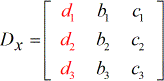 Dₓ = [ d₁ b₁ c₁
d₂ b₂ c₂
d₃ b₃ c₃ ]